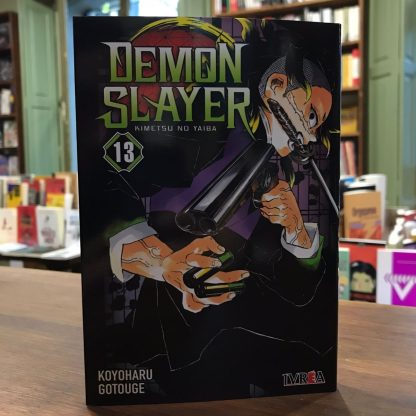 DEMON
SLAYER
KIMETSU NO YAIBA
13
KOYOHARU
GOTOUGE
IVREA